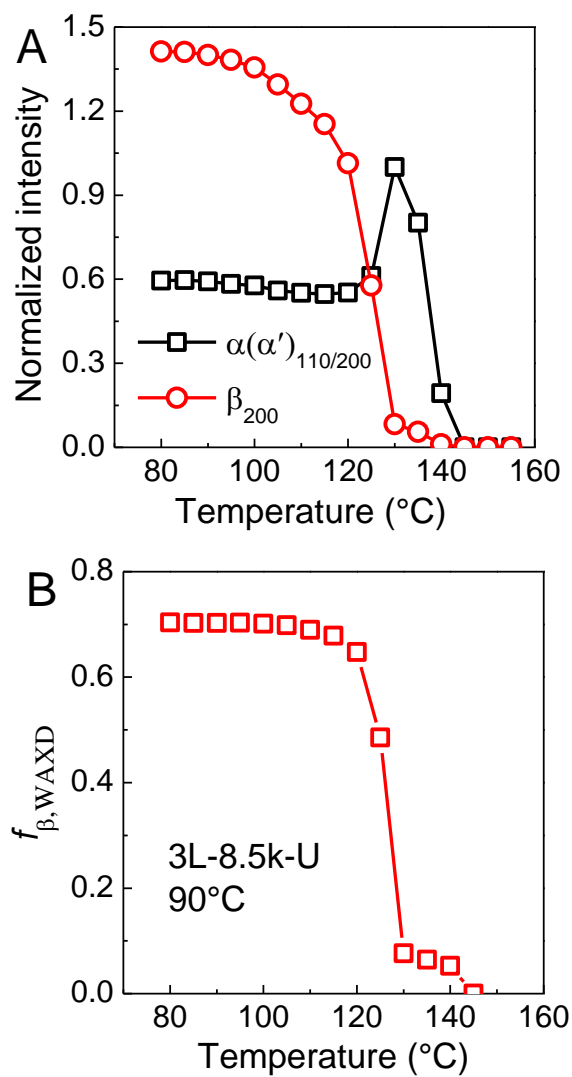 A
1.5
1.2
0.9
0.6
0.3
0.0
Normalized intensity
α(α′)110/200
β200
80 100 120 140 160
Temperature (°C)
B
0.8
0.6
0.4
0.2
0.0
fβ,WAXD
3L-8.5k-U
90°C
80 100 120 140 160
Temperature (°C)